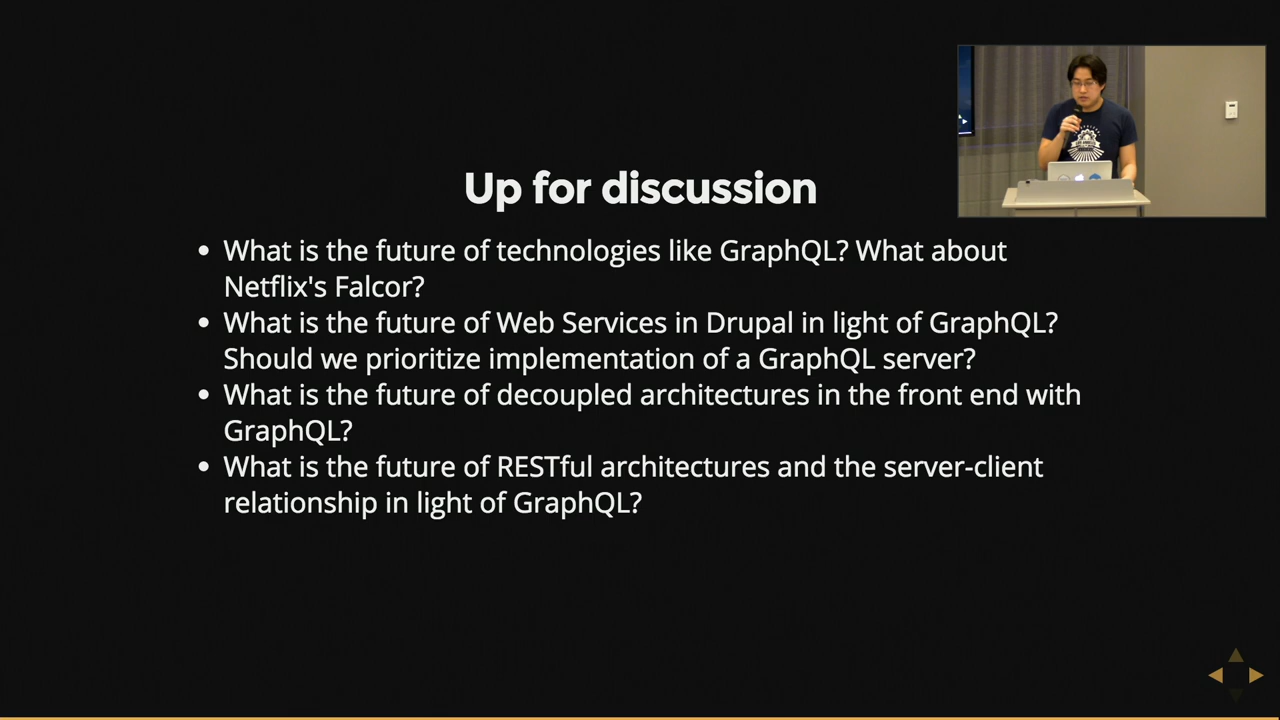 Up for discussion
• What is the future of technologies like GraphQL? What about
Netflix's Falcor?
• What is the future of Web Services in Drupal in light of GraphQL?
Should we prioritize implementation of a GraphQL server?
• What is the future of decoupled architectures in the front end with
GraphQL?
• What is the future of RESTful architectures and the server-client
relationship in light of GraphQL?